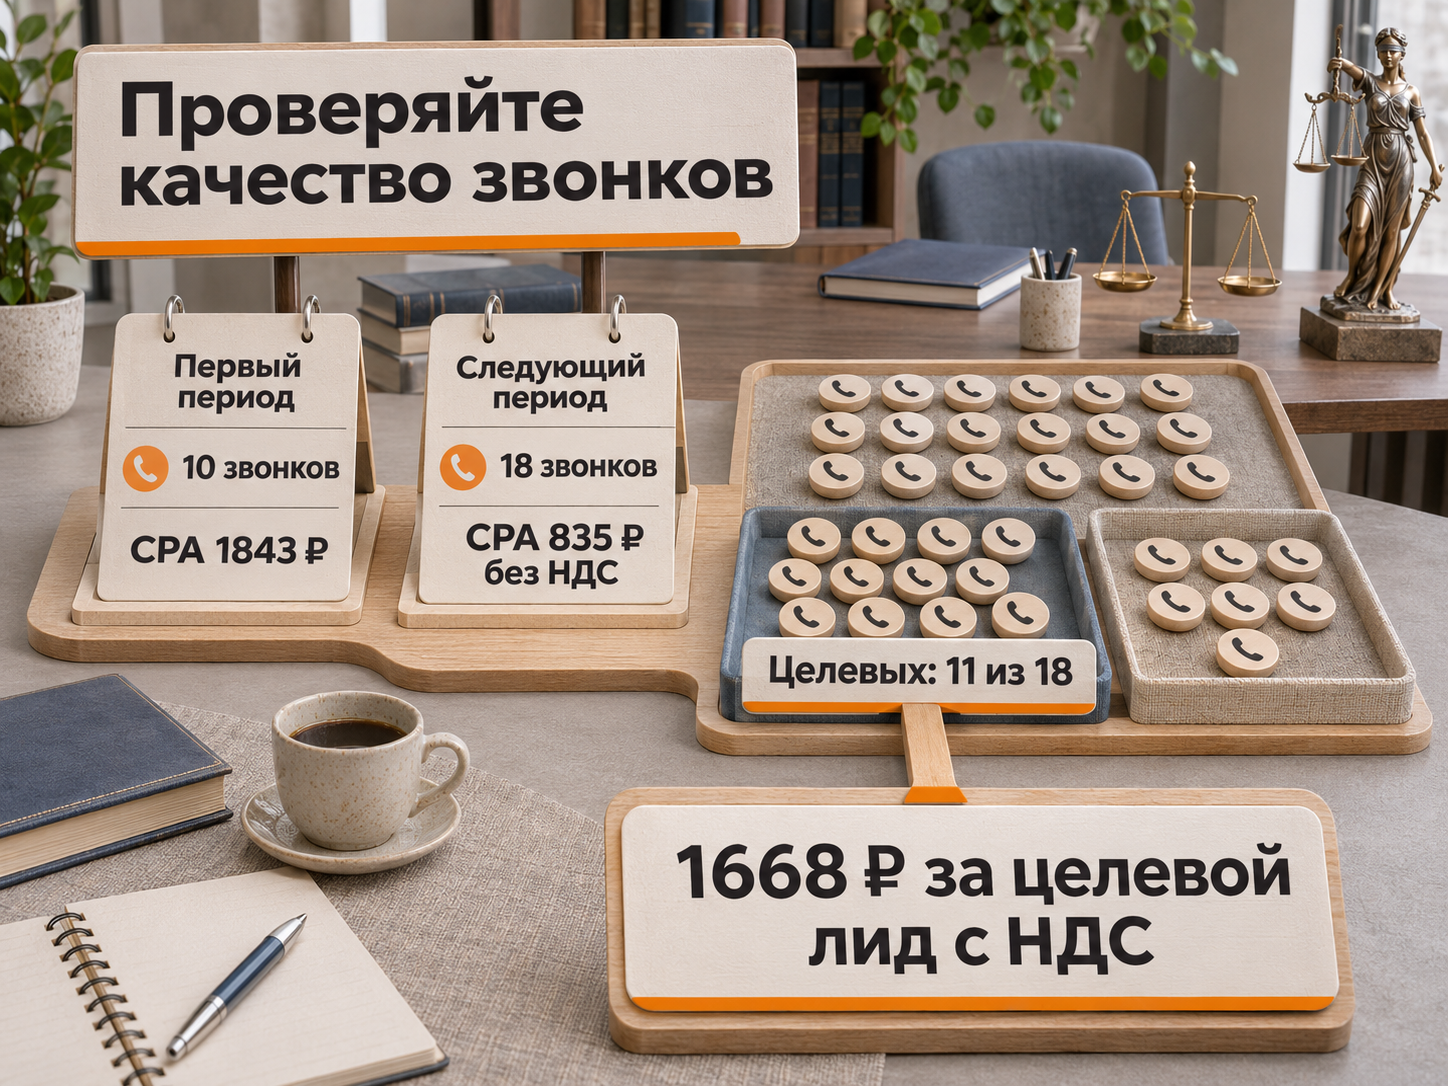 Проверяйте
качество звонков
Первый
период
10 звонков
CPA 1843 ₽
Следующий
период
18 звонков
CPA 835 ₽
без НДС
Целевых: 11 из 18
1668 ₽ за целевой
лид с НДС